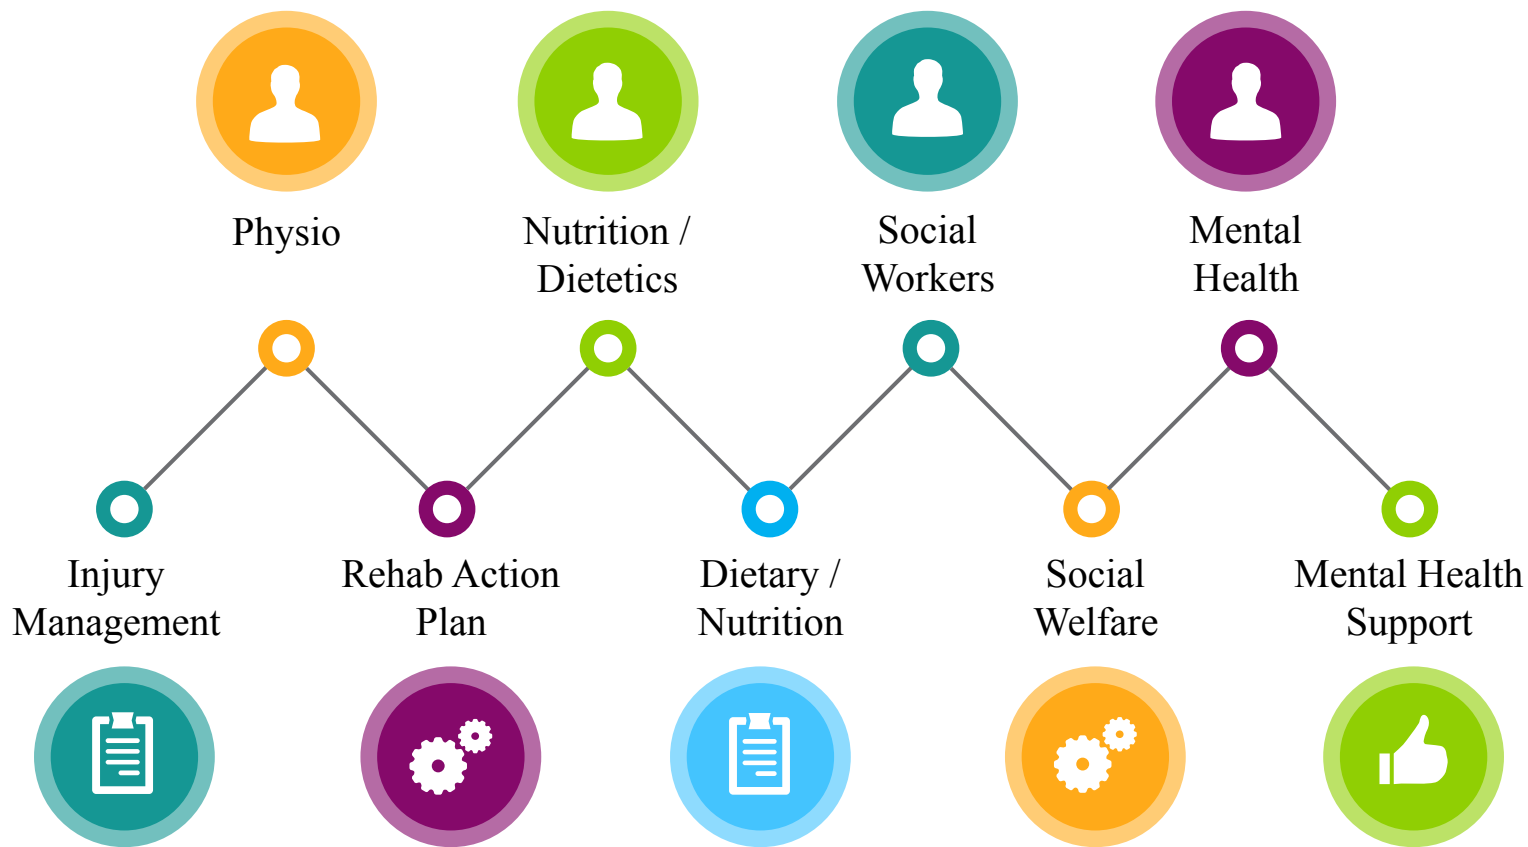 Physio
Nutrition /
Dietetics
Social
Workers
Mental
Health
Injury
Management
Rehab Action
Plan
Dietary /
Nutrition
Social
Welfare
Mental Health
Support